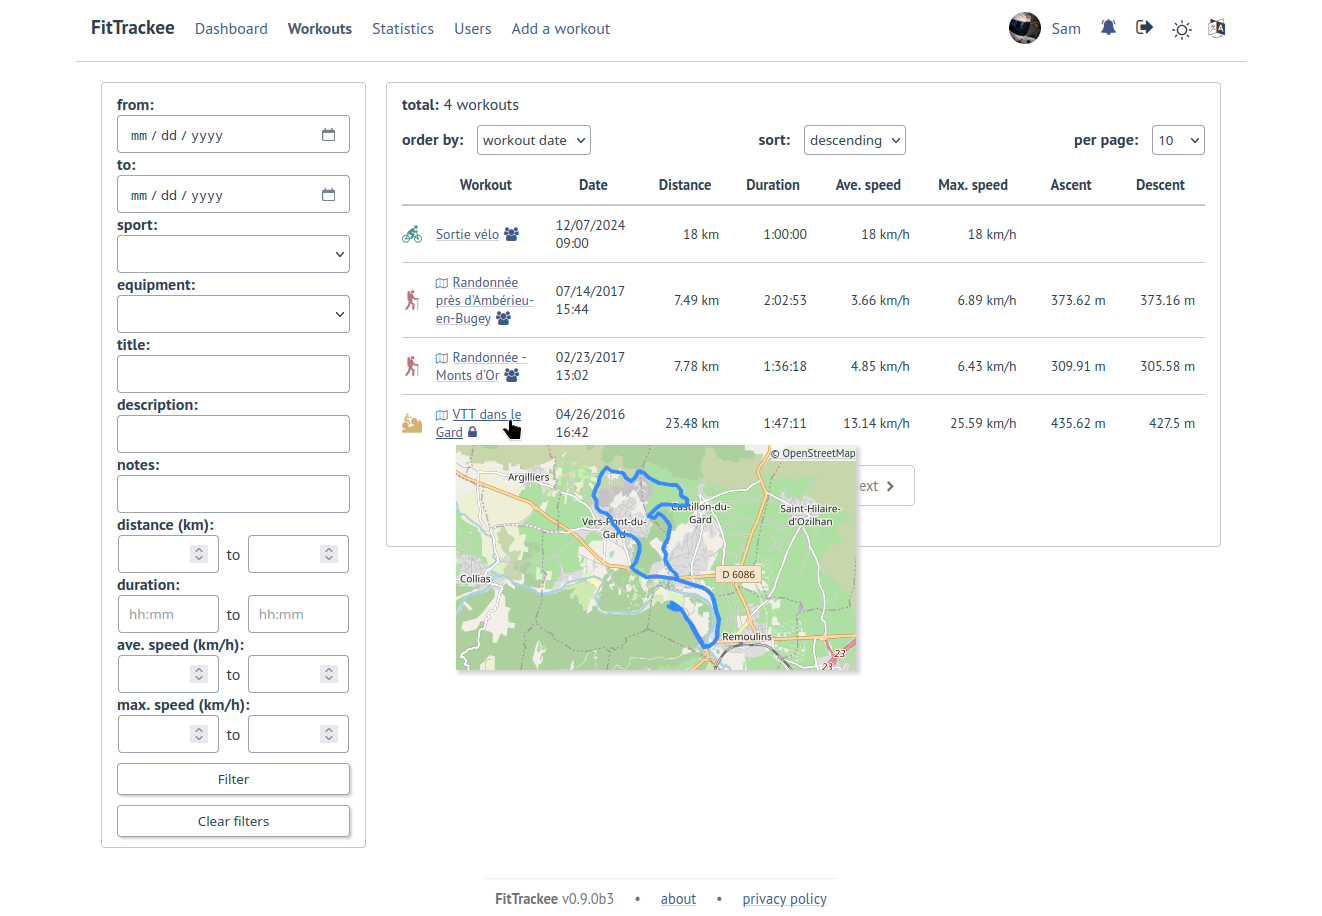 FitTrackee Dashboard Workouts Statistics Users Add a workout Sam
from:
mm / dd / yyyy
to:
mm / dd / yyyy
sport:
equipment:
title:
description:
notes:
distance (km):
to
duration:
hh:mm to hh:mm
ave. speed (km/h):
to
max. speed (km/h):
to
Filter
Clear filters
total: 4 workouts
order by: workout date sort: descending per page: 10
Workout Date Distance Duration Ave. speed Max. speed Ascent Descent
Sortie vélo 12/07/2024 09:00 18 km 1:00:00 18 km/h 18 km/h
Randonnée près d'Ambérieu-en-Bugey 07/14/2017 15:44 7.49 km 2:02:53 3.66 km/h 6.89 km/h 373.62 m 373.16 m
Randonnée - Monts d'Or 02/23/2017 13:02 7.78 km 1:36:18 4.85 km/h 6.43 km/h 309.91 m 305.58 m
VTT dans le Gard 04/26/2016 16:42 23.48 km 1:47:11 13.14 km/h 25.59 km/h 435.62 m 427.5 m
© OpenStreetMap
ext
Argilliers
Castillon-du-
Gard
Saint-Hilaire-
d'Ozilhan
Vers-Pont-du-
Gard
Collias
D 6086
Remoulins
23
23
FitTrackee v0.9.0b3 • about • privacy policy